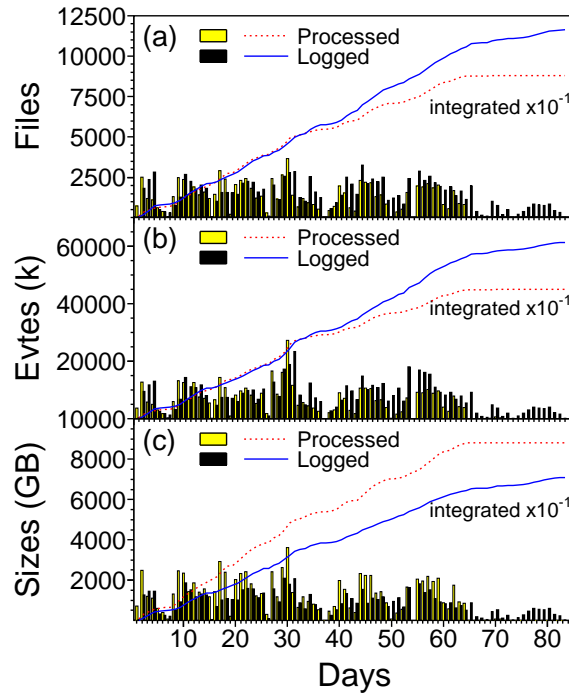 12500
(a)
Processed
Logged
10000
7500
5000
2500
Files
integrated x10-1
60000
(b)
Processed
Logged
40000
20000
Evtes (k)
integrated x10-1
10000
(c)
Processed
Logged
8000
6000
4000
2000
Sizes (GB)
integrated x10-1
10 20 30 40 50 60 70 80
Days